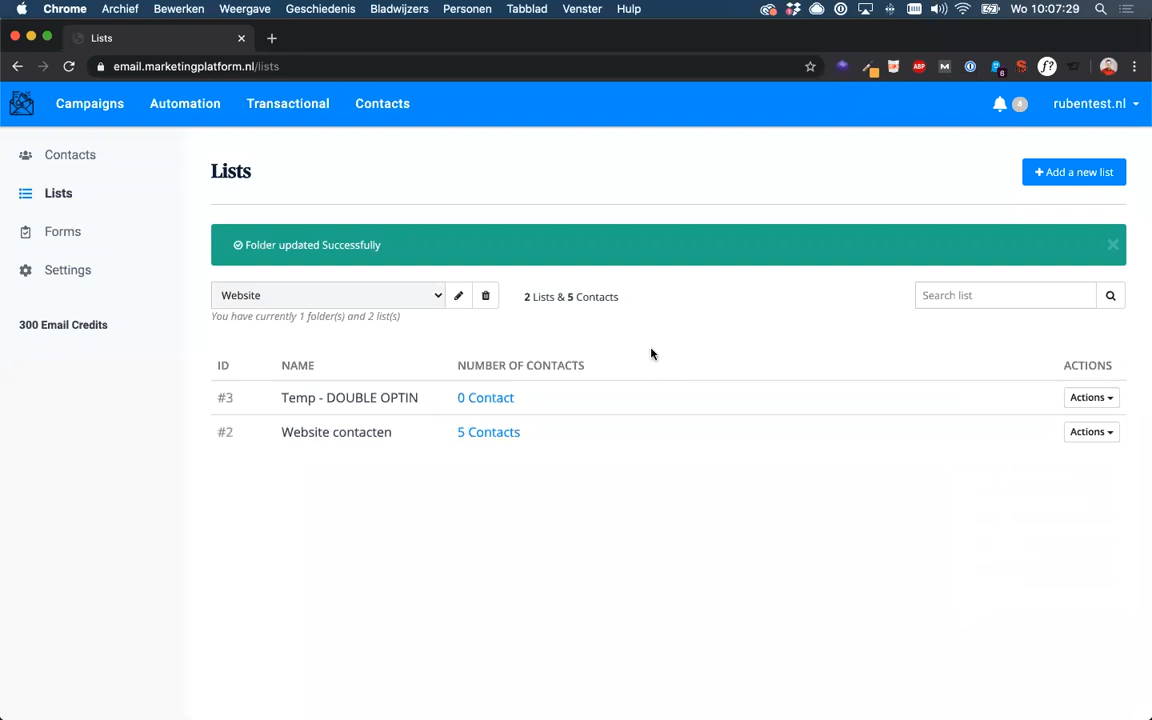 Chrome Archief Bewerken Weergave Geschiedenis Bladwijzers Personen Tabblad Venster Hulp Wo 10:07:29
Lists
email.marketingplatform.nl/lists
ABP
M
6
f?
Campaigns Automation Transactional Contacts 4 rubentest.nl
Contacts
Lists
Forms
Settings
300 Email Credits
Lists
Add a new list
Folder updated Successfully
Website
2 Lists & 5 Contacts
Search list
You have currently 1 folder(s) and 2 list(s)
ID NAME NUMBER OF CONTACTS ACTIONS
#3 Temp - DOUBLE OPTIN 0 Contact Actions
#2 Website contacten 5 Contacts Actions